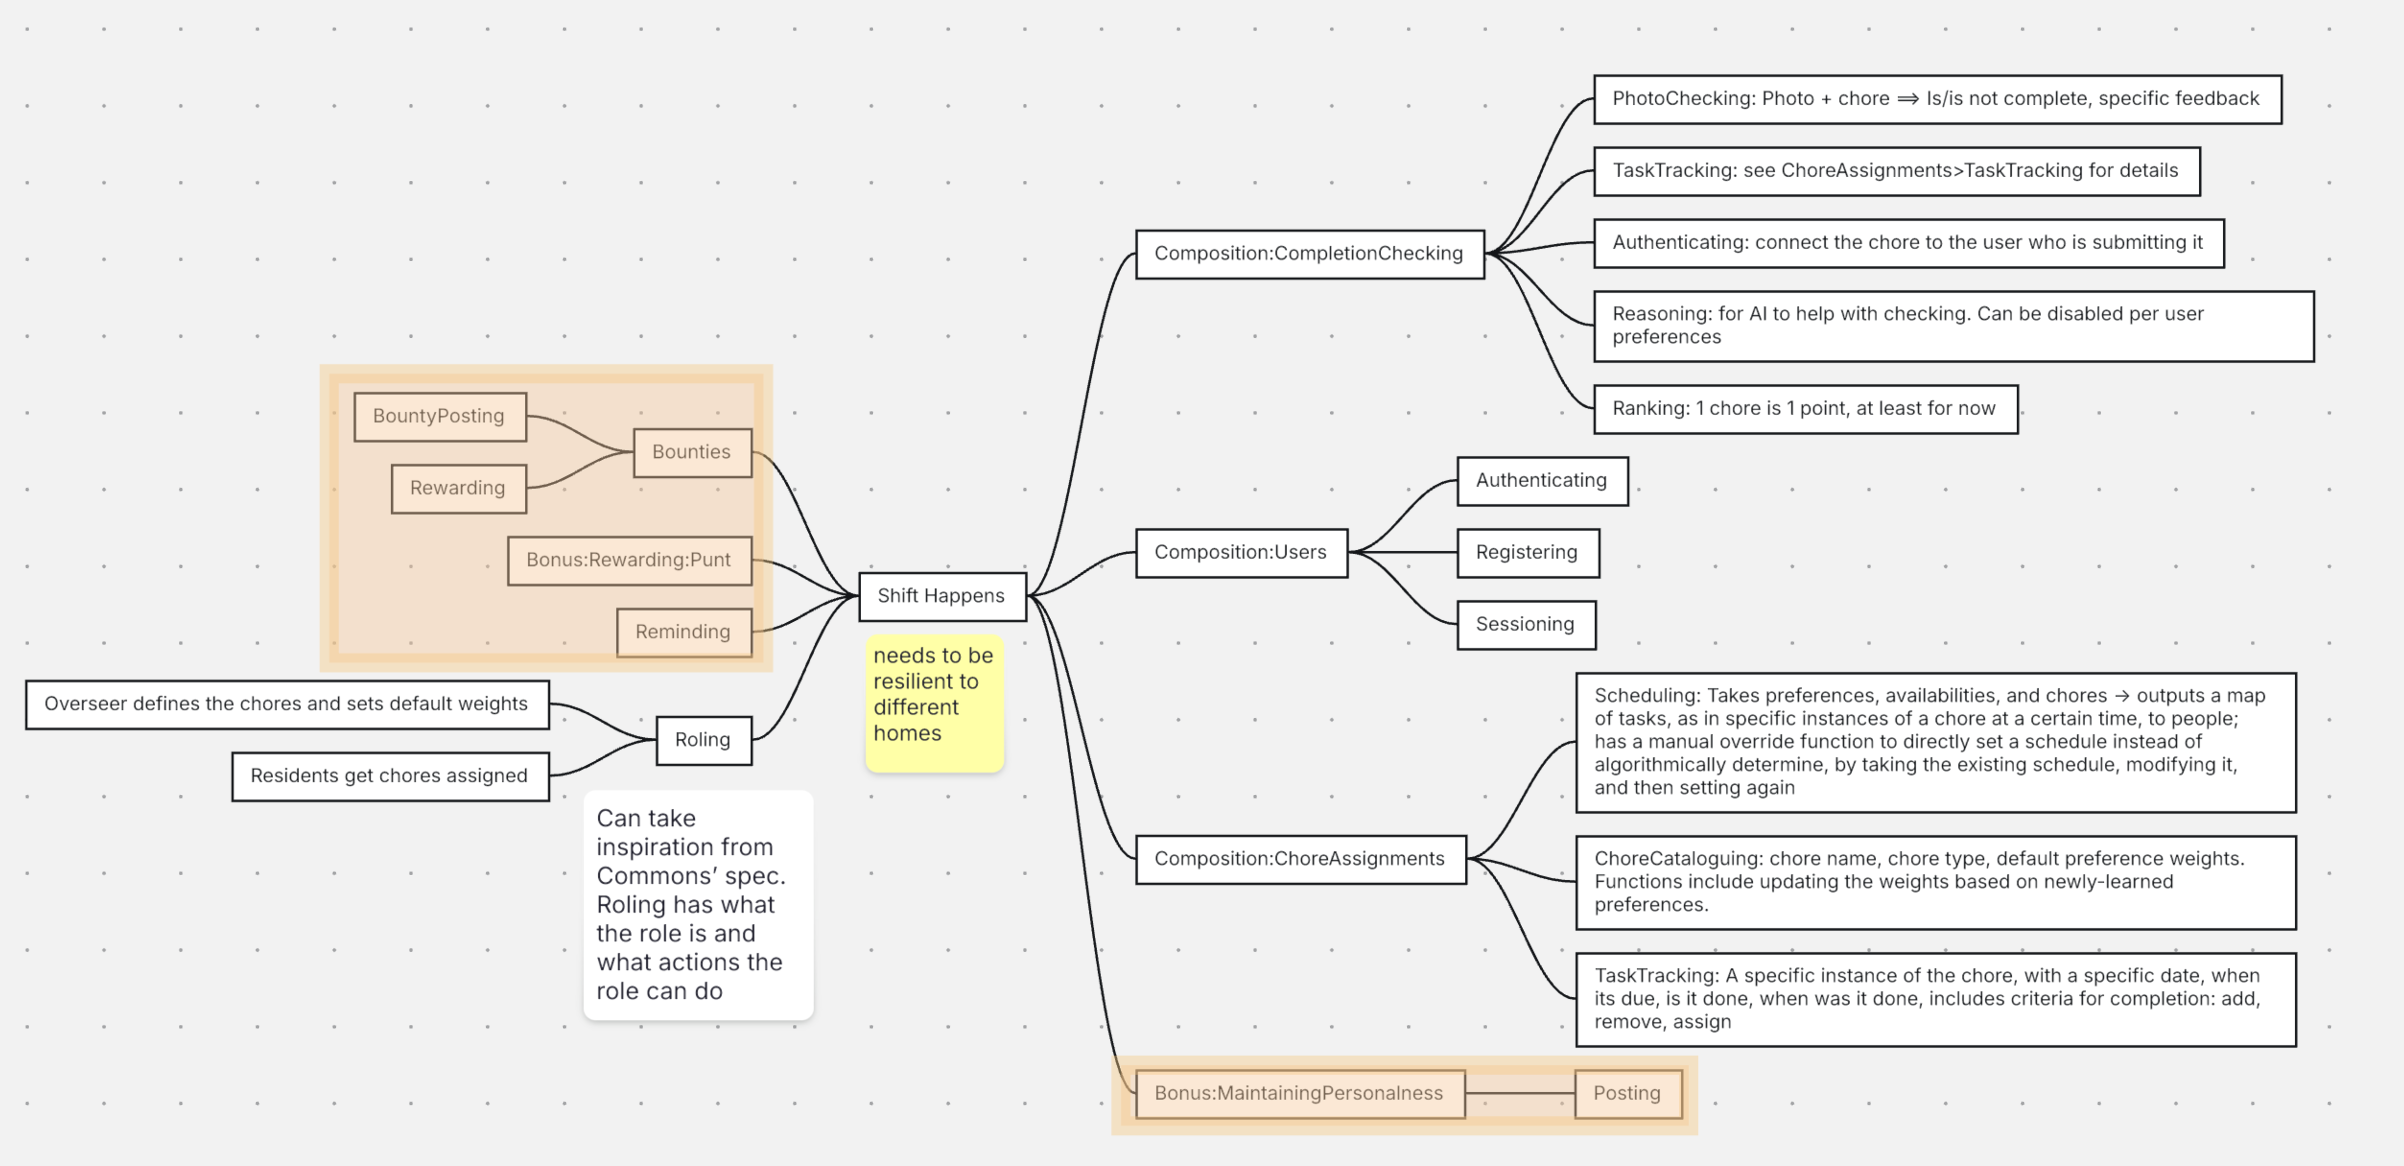 PhotoChecking: Photo + chore ⟹ Is/is not complete, specific feedback
TaskTracking: see ChoreAssignments>TaskTracking for details
Authenticating: connect the chore to the user who is submitting it
Reasoning: for AI to help with checking. Can be disabled per user
preferences
Ranking: 1 chore is 1 point, at least for now
Composition:CompletionChecking
Authenticating
Registering
Sessioning
Composition:Users
BountyPosting
Rewarding
Bounties
Bonus:Rewarding:Punt
Reminding
Shift Happens
needs to be
resilient to
different
homes
Overseer defines the chores and sets default weights
Residents get chores assigned
Roling
Can take
inspiration from
Commons’ spec.
Roling has what
the role is and
what actions the
role can do
Composition:ChoreAssignments
Scheduling: Takes preferences, availabilities, and chores → outputs a map
of tasks, as in specific instances of a chore at a certain time, to people;
has a manual override function to directly set a schedule instead of
algorithmically determine, by taking the existing schedule, modifying it,
and then setting again
ChoreCataloguing: chore name, chore type, default preference weights.
Functions include updating the weights based on newly-learned
preferences.
TaskTracking: A specific instance of the chore, with a specific date, when
its due, is it done, when was it done, includes criteria for completion: add,
remove, assign
Bonus:MaintainingPersonalness
Posting